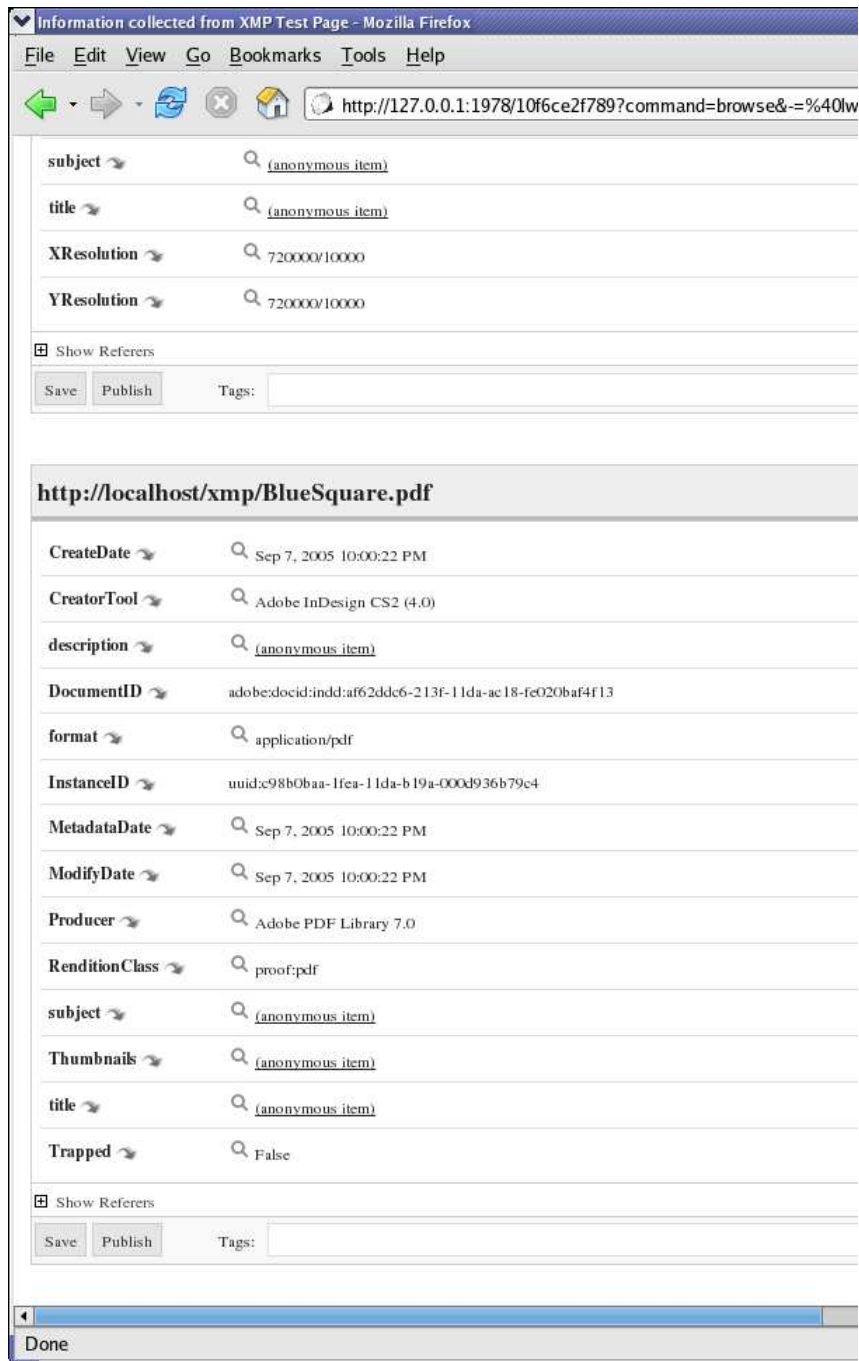 Information collected from XMP Test Page - Mozilla Firefox
File Edit View Go Bookmarks Tools Help
http://127.0.0.1:1978/10f6ce2f789?command=browse&-=%40lw
subject (anonymous item)
title (anonymous item)
XResolution 720000/10000
YResolution 720000/10000
Show Referers
Save Publish Tags:
http://localhost/xmp/BlueSquare.pdf
CreateDate Sep 7, 2005 10:00:22 PM
CreatorTool Adobe InDesign CS2 (4.0)
description (anonymous item)
DocumentID adobe:docid:indd:af62ddc6-213f-11da-ac18-fe020baf4f13
format application/pdf
InstanceID uuid:c98b0baa-1fea-11da-b19a-000d936b79c4
MetadataDate Sep 7, 2005 10:00:22 PM
ModifyDate Sep 7, 2005 10:00:22 PM
Producer Adobe PDF Library 7.0
RenditionClass proof:pdf
subject (anonymous item)
Thumbnails (anonymous item)
title (anonymous item)
Trapped False
Show Referers
Save Publish Tags:
Done